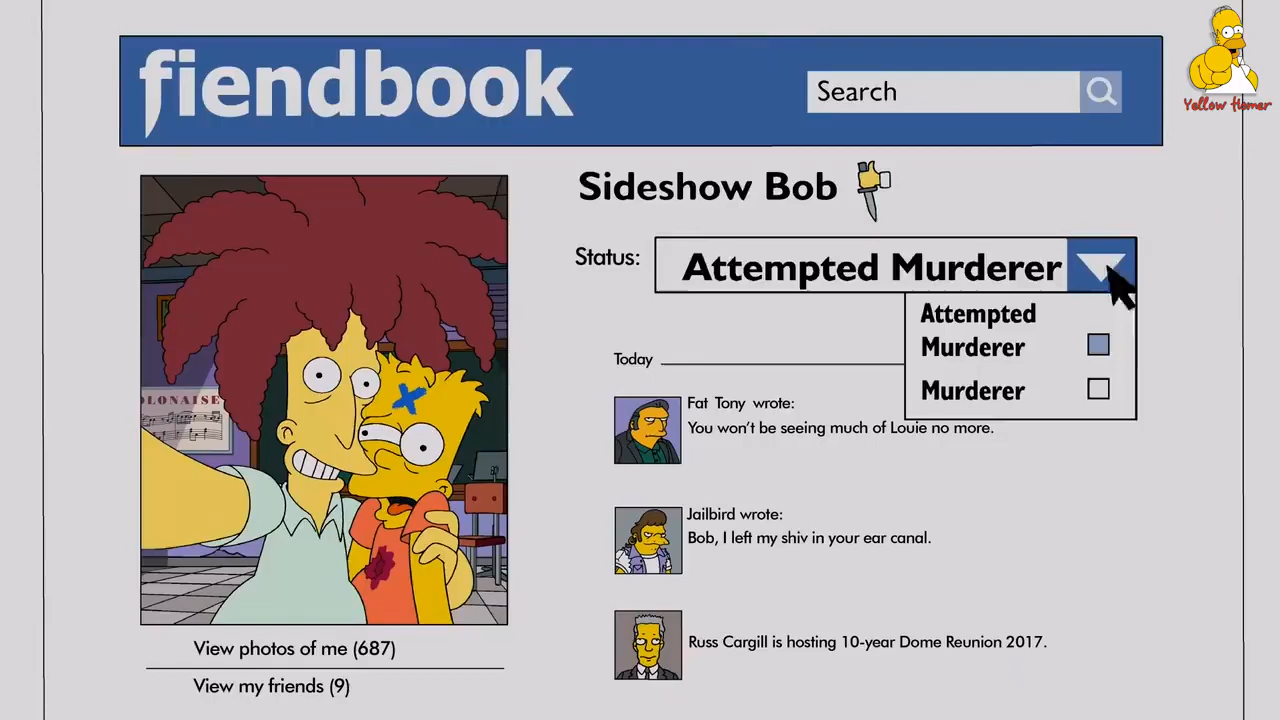 fiendbook
Search
Yellow Homer
Sideshow Bob
Status:
Attempted Murderer
Attempted
Murderer
Murderer
Today
Fat Tony wrote:
You won't be seeing much of Louie no more.
Jailbird wrote:
Bob, I left my shiv in your ear canal.
Russ Cargill is hosting 10-year Dome Reunion 2017.
OLONAISE
View photos of me (687)
View my friends (9)